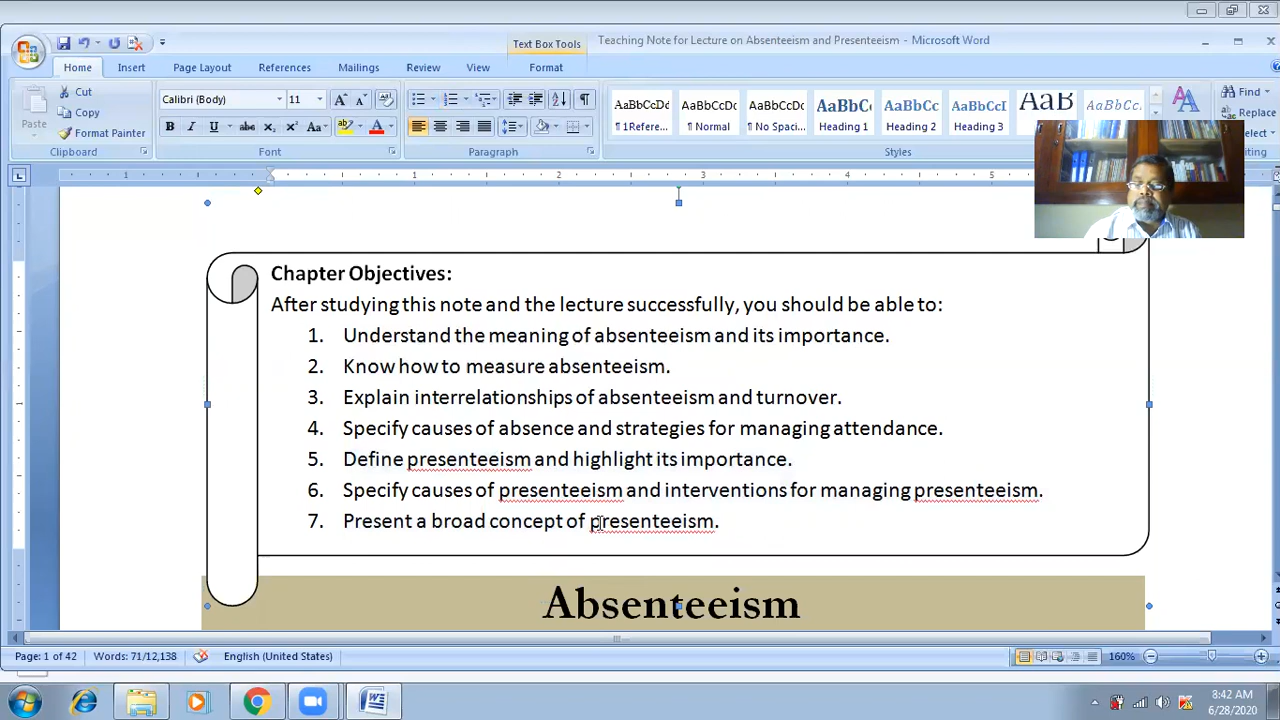 Text Box Tools
Teaching Note for Lecture on Absenteeism and Presenteeism - Microsoft Word
Home Insert Page Layout References Mailings Review View Format
Paste
Cut
Copy
Format Painter
Clipboard
Calibri (Body) 11
Font
Paragraph
AaBbCcDd AaBbCcDc AaBbCcDc AaBbC AaBbCc AaBbCcI AaB AaBbCc.
¶ 1Refere... ¶ Normal ¶ No Spaci... Heading 1 Heading 2 Heading 3
Styles
Find
Replace
Chapter Objectives:
After studying this note and the lecture successfully, you should be able to:
1. Understand the meaning of absenteeism and its importance.
2. Know how to measure absenteeism.
3. Explain interrelationships of absenteeism and turnover.
4. Specify causes of absence and strategies for managing attendance.
5. Define presenteeism and highlight its importance.
6. Specify causes of presenteeism and interventions for managing presenteeism.
7. Present a broad concept of presenteeism.
Absenteeism
Page: 1 of 42 Words: 71/12,138 English (United States) 160%
8:42 AM
6/28/2020